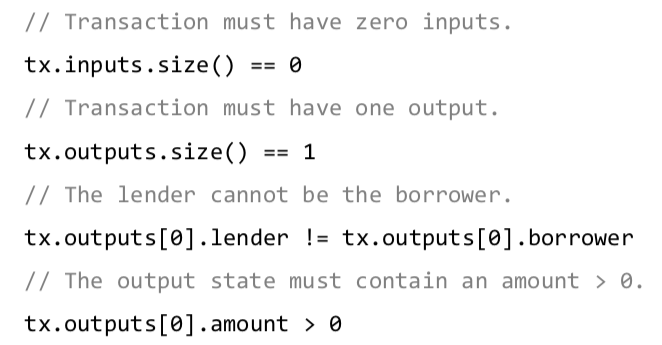 // Transaction must have zero inputs.
tx.inputs.size() == 0
// Transaction must have one output.
tx.outputs.size() == 1
// The lender cannot be the borrower.
tx.outputs[0].lender != tx.outputs[0].borrower
// The output state must contain an amount > 0.
tx.outputs[0].amount > 0